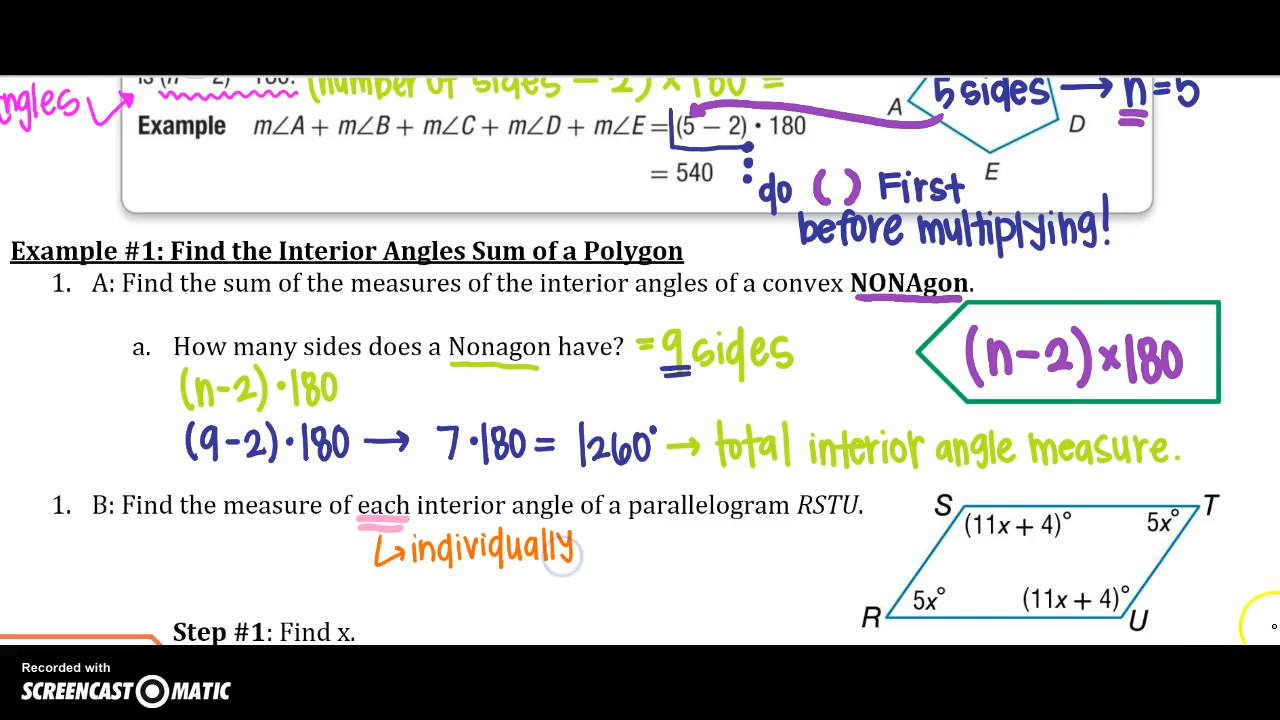 is (n − 2) • 180. (number of sides − 2) × 180 =
ngles
5 sides → n = 5
A
D
Example m∠A + m∠B + m∠C + m∠D + m∠E = (5 − 2) • 180
= 540
E
do ( ) First
before multiplying!
Example #1: Find the Interior Angles Sum of a Polygon
1. A: Find the sum of the measures of the interior angles of a convex NONAgon.
a. How many sides does a Nonagon have? = 9 sides
(n−2)×180
(n−2)•180
(9−2)•180 → 7•180 = 1260° → total interior angle measure.
1. B: Find the measure of each interior angle of a parallelogram RSTU.
↳ individually
S
T
(11x + 4)°
5x°
5x°
(11x + 4)°
R
U
Step #1: Find x.
Recorded with
SCREENCAST MATIC